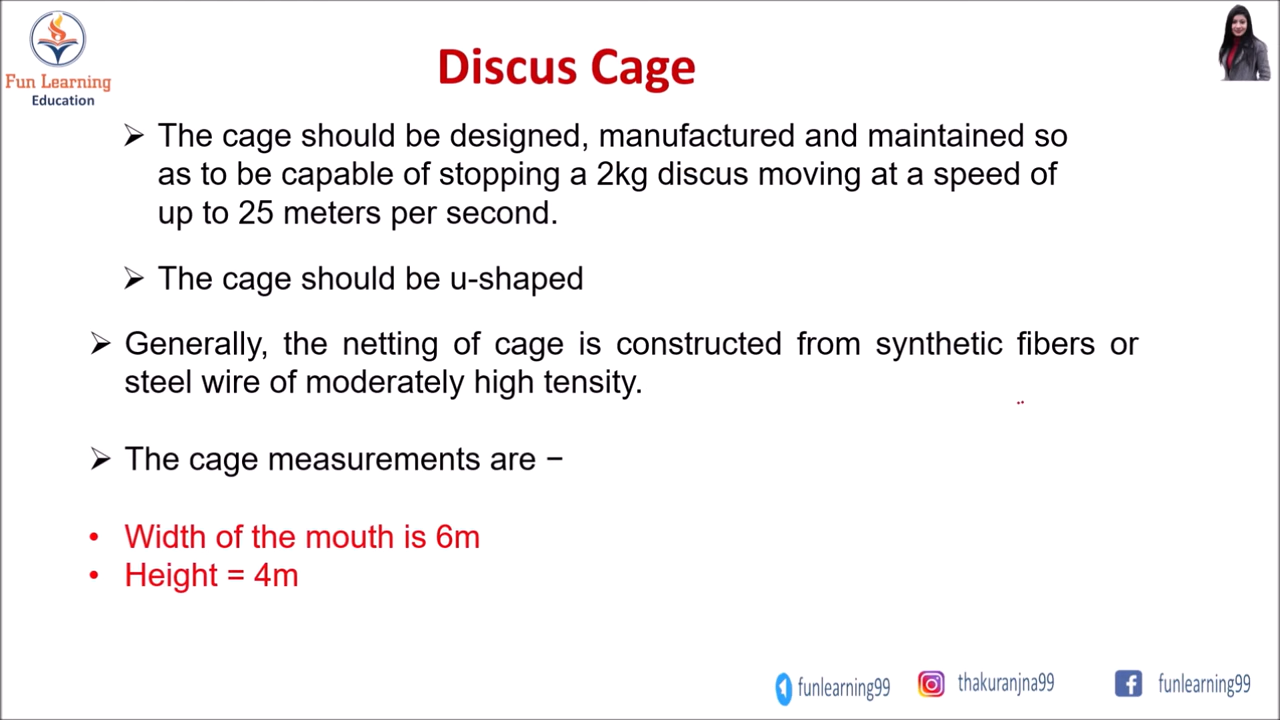 Fun Learning
Education
Discus Cage
➢ The cage should be designed, manufactured and maintained so
as to be capable of stopping a 2kg discus moving at a speed of
up to 25 meters per second.
➢ The cage should be u-shaped
➢ Generally, the netting of cage is constructed from synthetic fibers or
steel wire of moderately high tensity.
➢ The cage measurements are −
• Width of the mouth is 6m
• Height = 4m
funlearning99
thakuranjna99
funlearning99